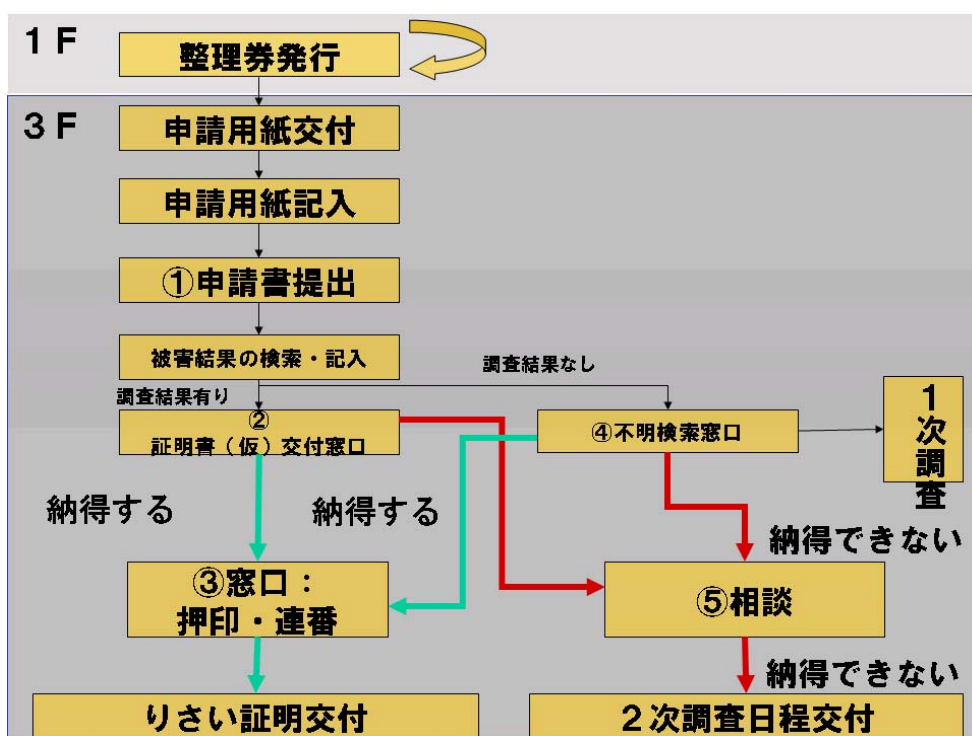 1F
整理券発行
3F
申請用紙交付
申請用紙記入
①申請書提出
被害結果の検索・記入
調査結果なし
調査結果有り
②
証明書(仮)交付窓口
④不明検索窓口
1次調査
納得する
納得する
納得できない
③窓口:
押印・連番
⑤相談
納得できない
りさい証明交付
2次調査日程交付